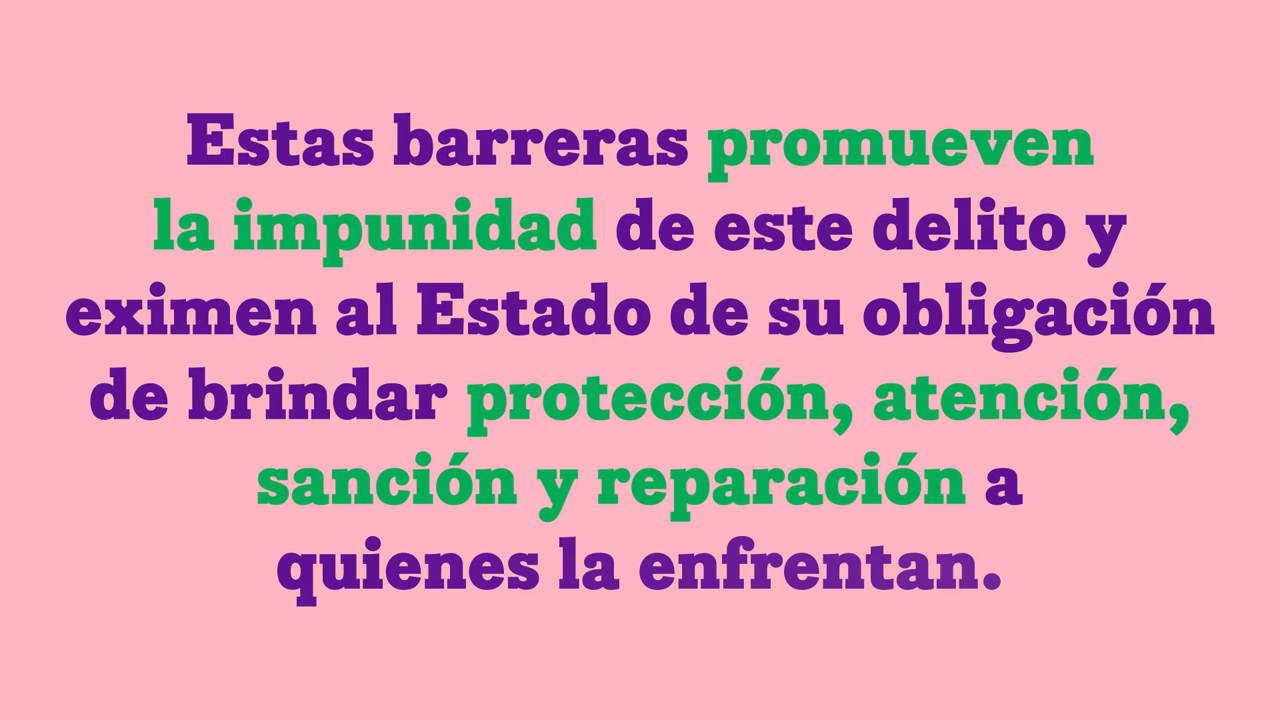 Estas barreras promueven
la impunidad de este delito y
eximen al Estado de su obligación
de brindar protección, atención,
sanción y reparación a
quienes la enfrentan.